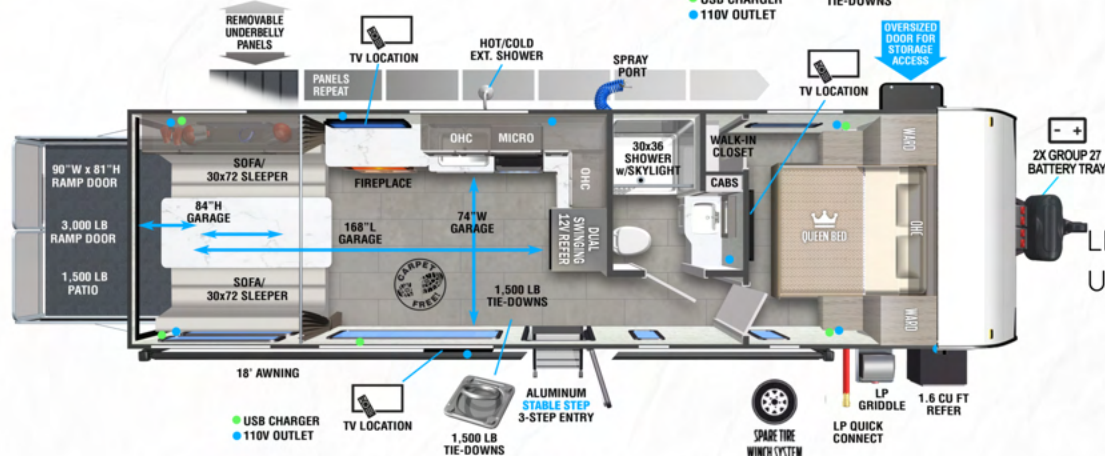 USB CHARGER
110V OUTLET
TIE-DOWNS
REMOVABLE
UNDERBELLY
PANELS
PANELS
REPEAT
TV LOCATION
HOT/COLD
EXT. SHOWER
SPRAY
PORT
TV LOCATION
OVERSIZED
DOOR FOR
STORAGE
ACCESS
2X GROUP 27
BATTERY TRAY
90"W x 81"H
RAMP DOOR
3,000 LB
RAMP DOOR
1,500 LB
PATIO
SOFA/
30x72 SLEEPER
84"H
GARAGE
168"L
GARAGE
SOFA/
30x72 SLEEPER
FIREPLACE
OHC
MICRO
OHC
74"W
GARAGE
DUAL
SWINGING
12V REFER
CARPET
FREE!
1,500 LB
TIE-DOWNS
30x36
SHOWER
w/SKYLIGHT
WALK-IN
CLOSET
CABS
QUEEN BED
WARD
OHC
WARD
18' AWNING
USB CHARGER
110V OUTLET
TV LOCATION
1,500 LB
TIE-DOWNS
ALUMINUM
STABLE STEP
3-STEP ENTRY
SPARE TIRE
WINCH SYSTEM
LP QUICK
CONNECT
LP
GRIDDLE
1.6 CU FT
REFER